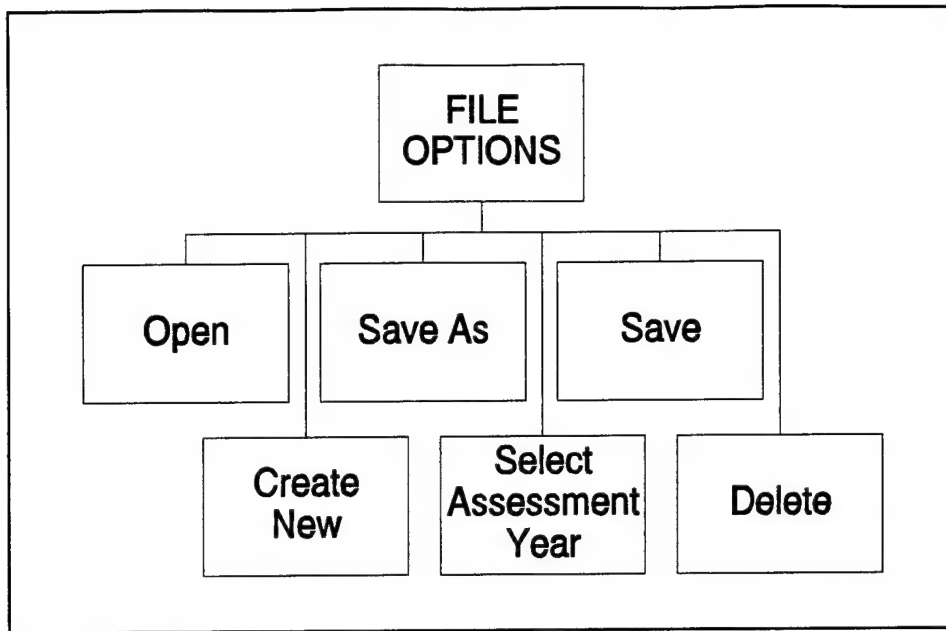 FILE
OPTIONS
Open
Save As
Save
Create
New
Select
Assessment
Year
Delete